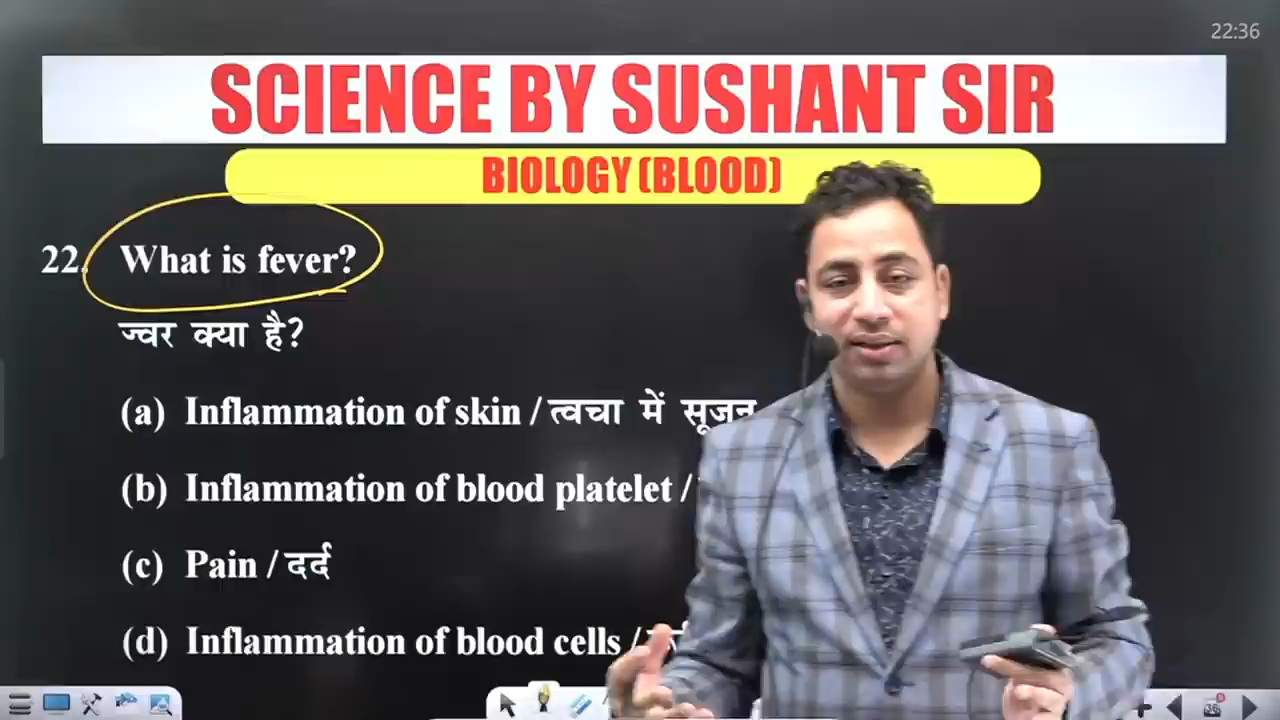 22:36
SCIENCE BY SUSHANT SIR
BIOLOGY (BLOOD)
22. What is fever?
ज्वर क्या है?
(a) Inflammation of skin / त्वचा में सूजन
(b) Inflammation of blood platelet /
(c) Pain / दर्द
(d) Inflammation of blood cells /